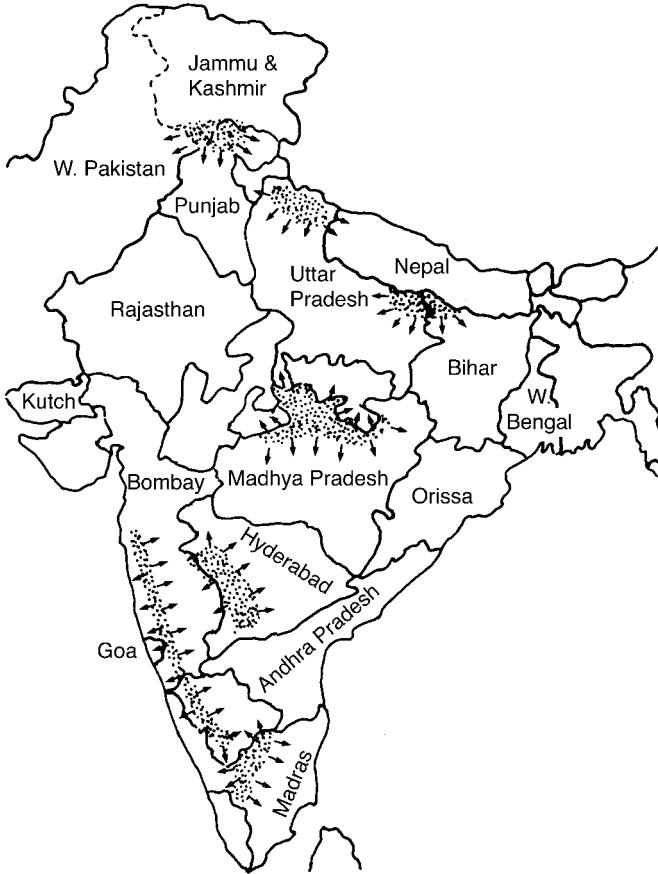 Jammu &
Kashmir
W. Pakistan
Punjab
Uttar
Pradesh
Nepal
Rajasthan
Bihar
Kutch
W.
Bengal
Bombay
Madhya Pradesh
Orissa
Hyderabad
Andhra Pradesh
Goa
Madras